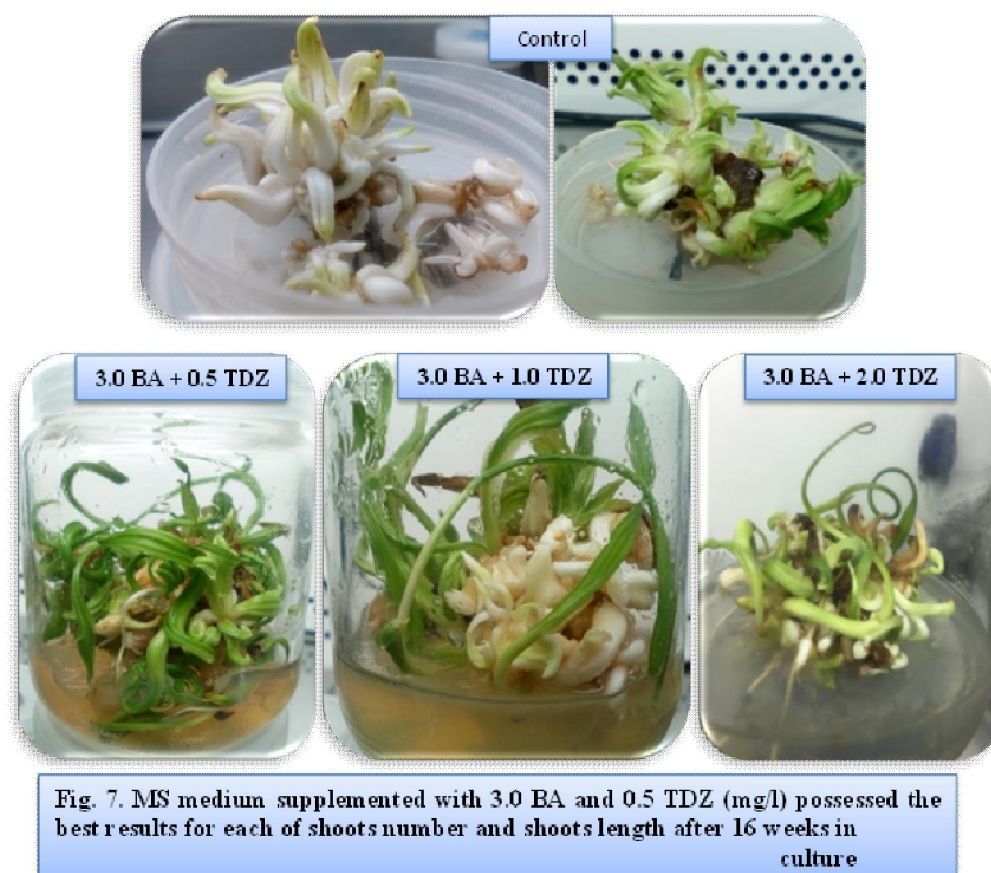 Control
3.0 BA + 0.5 TDZ
3.0 BA + 1.0 TDZ
3.0 BA + 2.0 TDZ
Fig. 7. MS medium supplemented with 3.0 BA and 0.5 TDZ (mg/l) possessed the
best results for each of shoots number and shoots length after 16 weeks in
culture